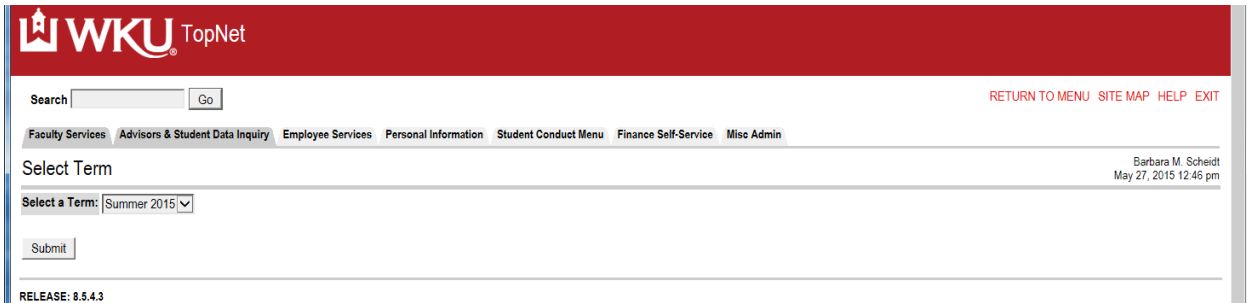 WKU® TopNet
Search Go RETURN TO MENU SITE MAP HELP EXIT
Faculty Services Advisors & Student Data Inquiry Employee Services Personal Information Student Conduct Menu Finance Self-Service Misc Admin
Select Term
Barbara M. Scheidt
May 27, 2015 12:46 pm
Select a Term: Summer 2015
Submit
RELEASE: 8.5.4.3